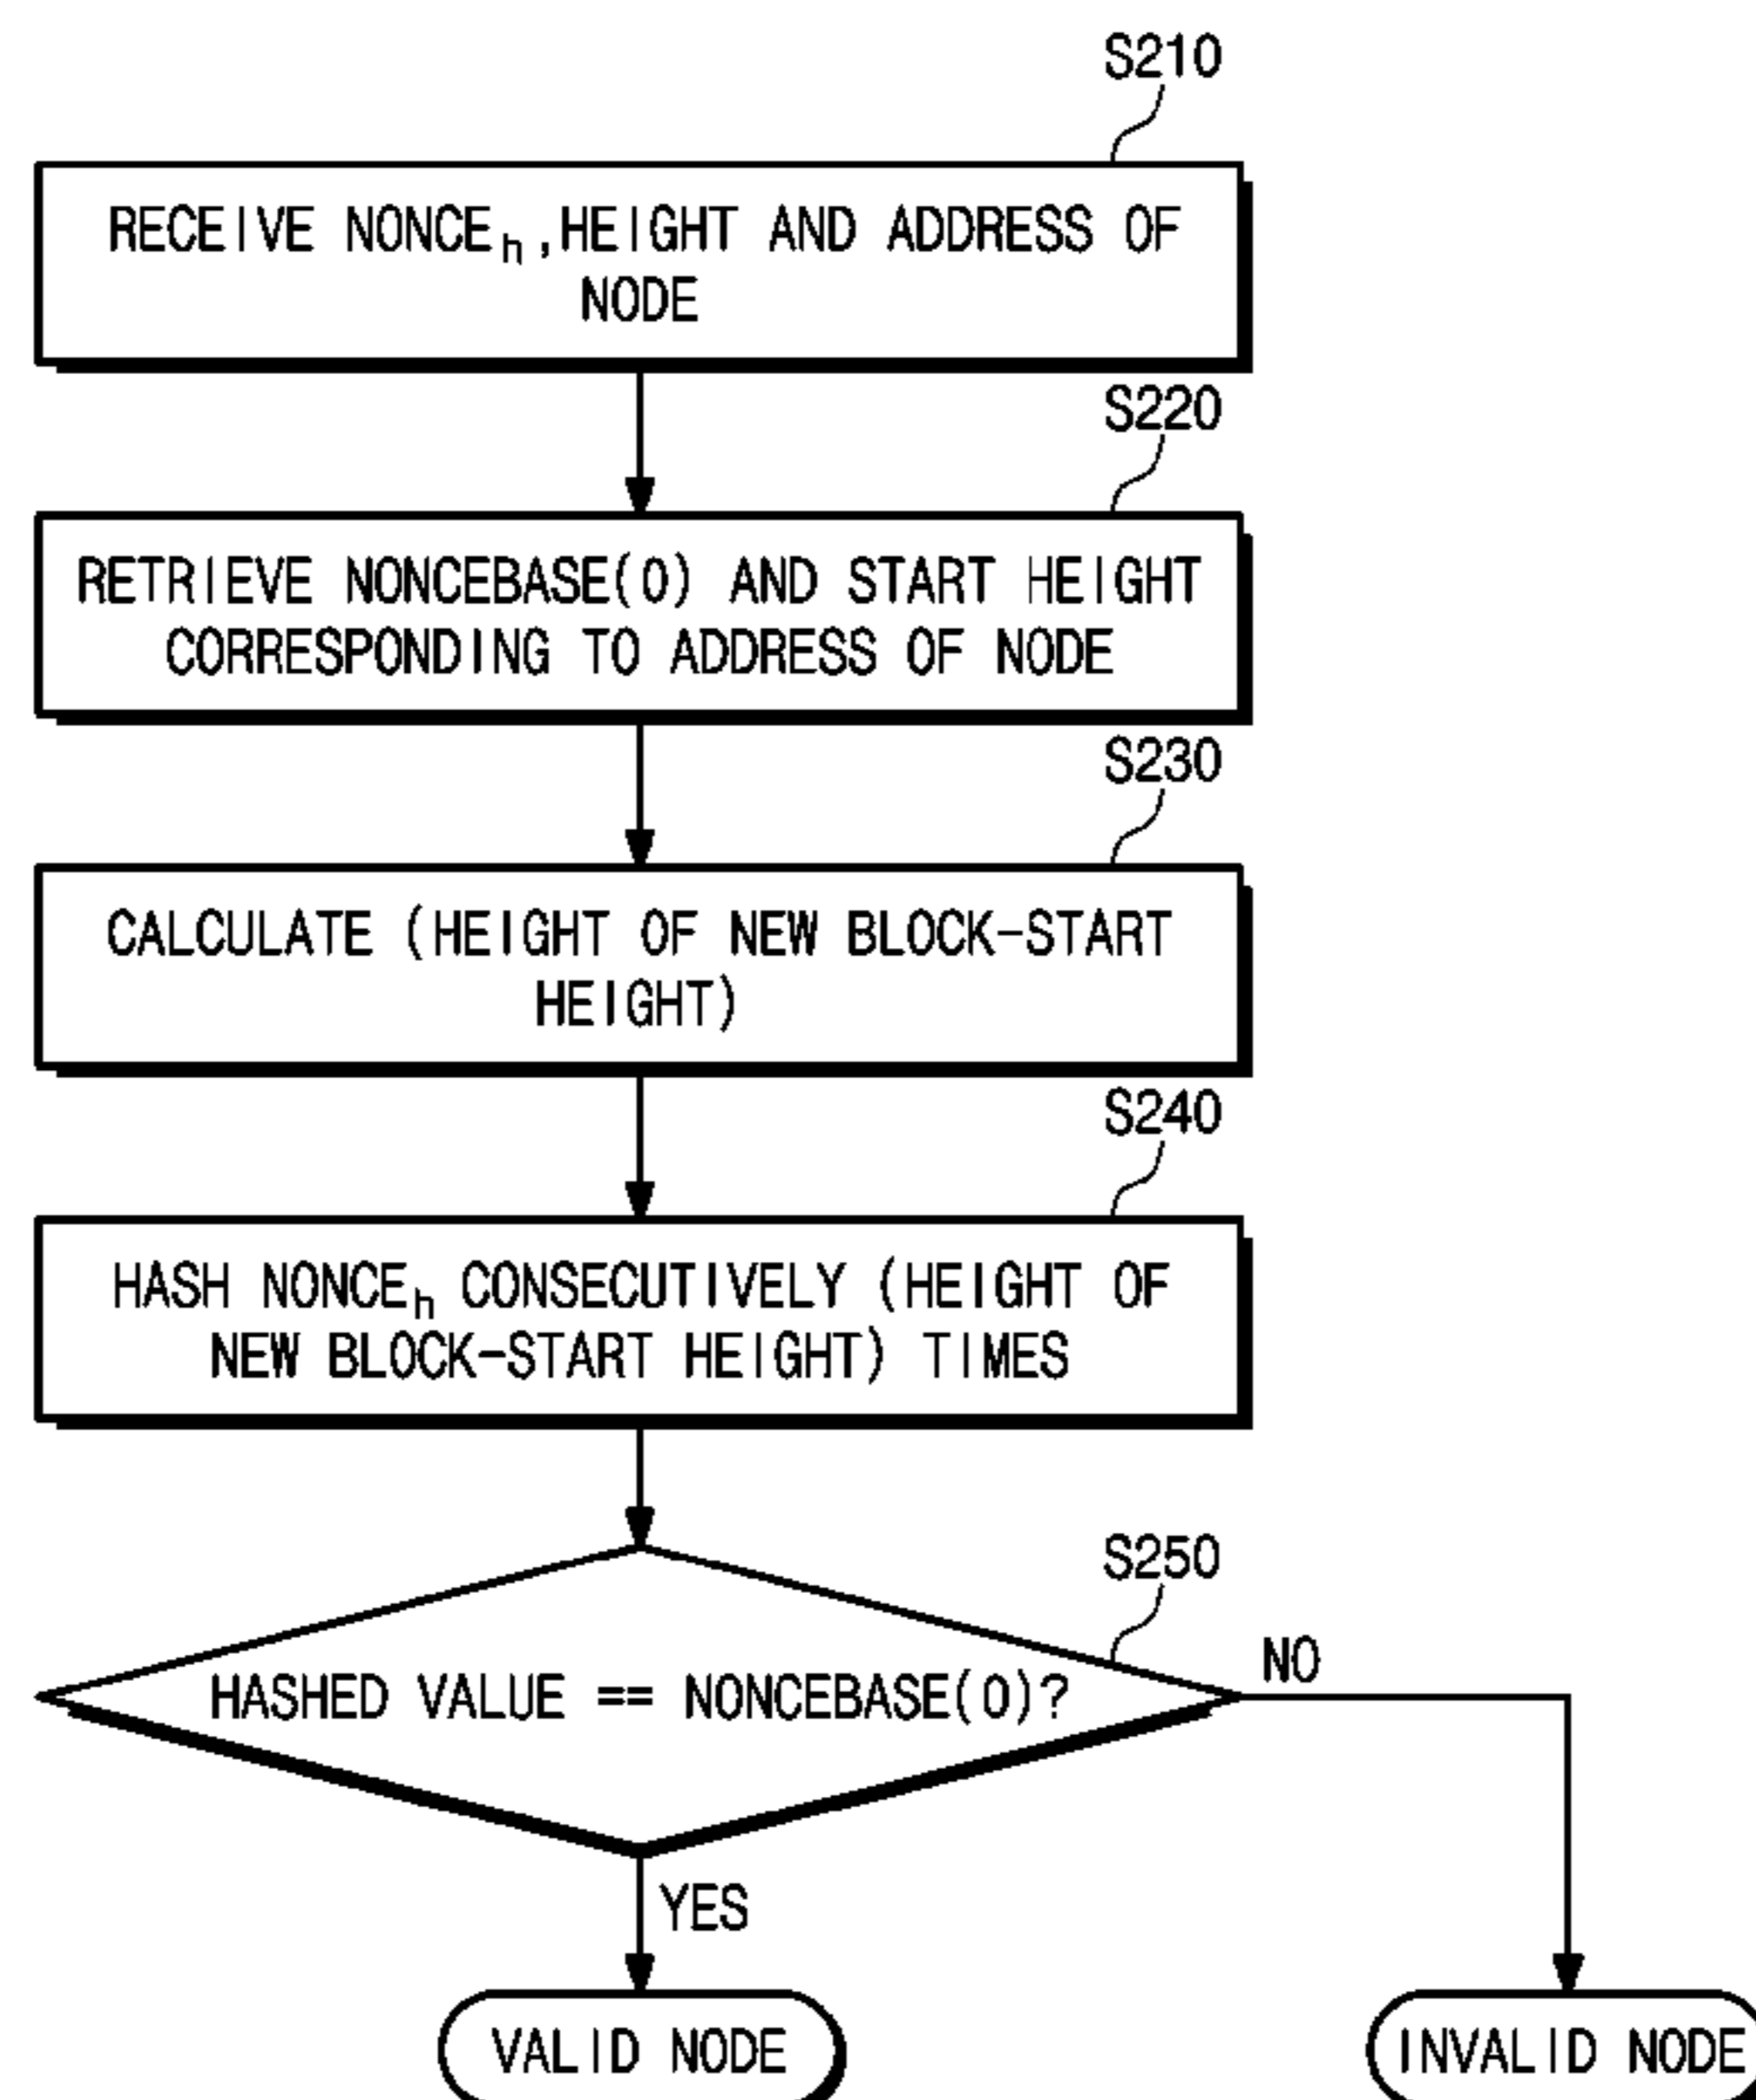 S210
RECEIVE NONCEh,HEIGHT AND ADDRESS OF
NODE
S220
RETRIEVE NONCEBASE(0) AND START HEIGHT
CORRESPONDING TO ADDRESS OF NODE
S230
CALCULATE (HEIGHT OF NEW BLOCK-START
HEIGHT)
S240
HASH NONCEh CONSECUTIVELY (HEIGHT OF
NEW BLOCK-START HEIGHT) TIMES
S250
HASHED VALUE == NONCEBASE(0)?
NO
YES
VALID NODE
INVALID NODE